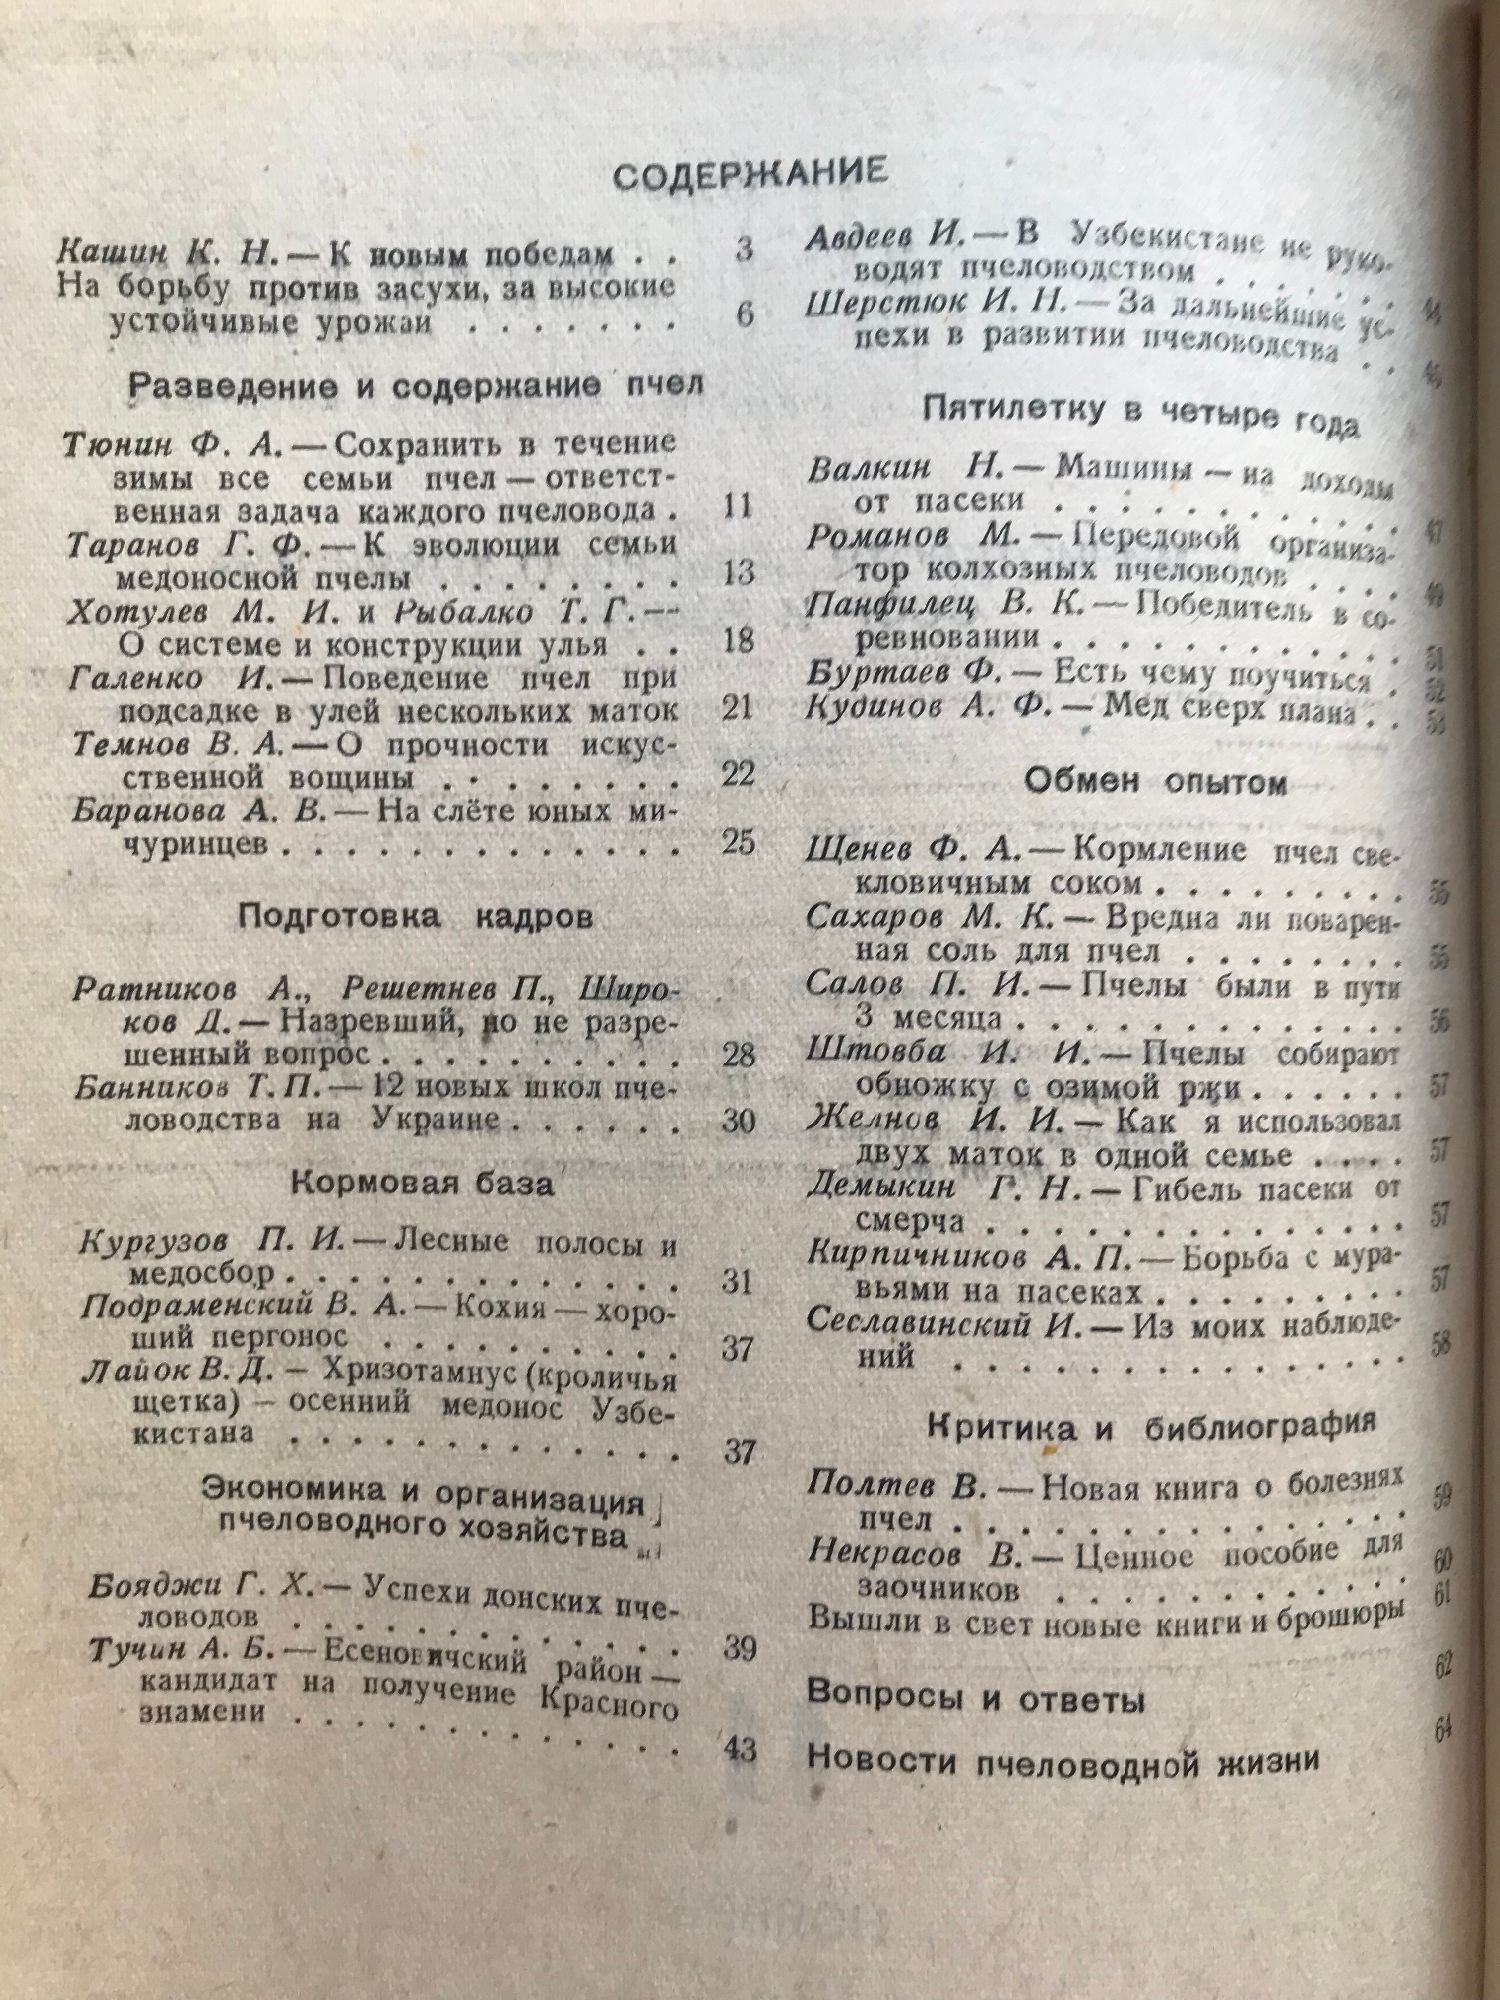 СОДЕРЖАНИЕ
Кашин К. Н. — К новым победам . . 3
На борьбу против засухи, за высокие
устойчивые урожаи . . . . . . . 6
Разведение и содержание пчел
Тюнин Ф. А. — Сохранить в течение
зимы все семьи пчел — ответст-
венная задача каждого пчеловода . 11
Таранов Г. Ф. — К эволюции семьи
медоносной пчелы . . . . . . . . 13
Хотулев М. И. и Рыбалко Т. Г. —
О системе и конструкции улья . . 18
Галенко И. — Поведение пчел при
подсадке в улей нескольких маток 21
Темнов В. А. — О прочности искус-
ственной вощины . . . . . . . . 22
Баранова А. В. — На слёте юных ми-
чуринцев . . . . . . . . . . . . . 25
Подготовка кадров
Ратников А., Решетнев П., Широ-
ков Д. — Назревший, но не разре-
шенный вопрос . . . . . . . . . . 28
Банников Т. П. — 12 новых школ пче-
ловодства на Украине . . . . . . 30
Кормовая база
Кургузов П. И. — Лесные полосы и
медосбор . . . . . . . . . . . . . 31
Подраменский В. А. — Кохия — хоро-
ший пергонос . . . . . . . . . . 37
Лайок В. Д. — Хризотамнус (кроличья
щетка) — осенний медонос Узбе-
кистана . . . . . . . . . . . . . 37
Экономика и организация
пчеловодного хозяйства
Бояджи Г. Х. — Успехи донских пче-
ловодов . . . . . . . . . . . . . 39
Тучин А. Б. — Есеновичский район —
кандидат на получение Красного
знамени . . . . . . . . . . . . . 43
Авдеев И. — В Узбекистане не руко-
водят пчеловодством . . . . . . 44
Шерстюк И. Н. — За дальнейшие ус-
пехи в развитии пчеловодства . .
Пятилетку в четыре года
Валкин Н. — Машины — на доходы
от пасеки . . . . . . . . . . . 47
Романов М. — Передовой организа-
тор колхозных пчеловодов . . . . 49
Панфилец В. К. — Победитель в со-
ревновании . . . . . . . . . . . 51
Буртаев Ф. — Есть чему поучиться . 52
Кудинов А. Ф. — Мед сверх плана . . 53
Обмен опытом
Щенев Ф. А. — Кормление пчел све-
кловичным соком . . . . . . . . 55
Сахаров М. К. — Вредна ли поварен-
ная соль для пчел . . . . . . . 55
Салов П. И. — Пчелы были в пути
3 месяца . . . . . . . . . . . . 56
Штовба И. И. — Пчелы собирают
обножку с озимой ржи . . . . . . 57
Желнов И. И. — Как я использовал
двух маток в одной семье . . . . 57
Демыкин Г. Н. — Гибель пасеки от
смерча . . . . . . . . . . . . . 57
Кирпичников А. П. — Борьба с мура-
вьями на пасеках . . . . . . . . 57
Сеславинский И. — Из моих наблюде-
ний . . . . . . . . . . . . . . 58
Критика и библиография
Полтев В. — Новая книга о болезнях
пчел . . . . . . . . . . . . . . 59
Некрасов В. — Ценное пособие для
заочников . . . . . . . . . . . 60
Вышли в свет новые книги и брошюры 61
Вопросы и ответы 62
Новости пчеловодной жизни 64